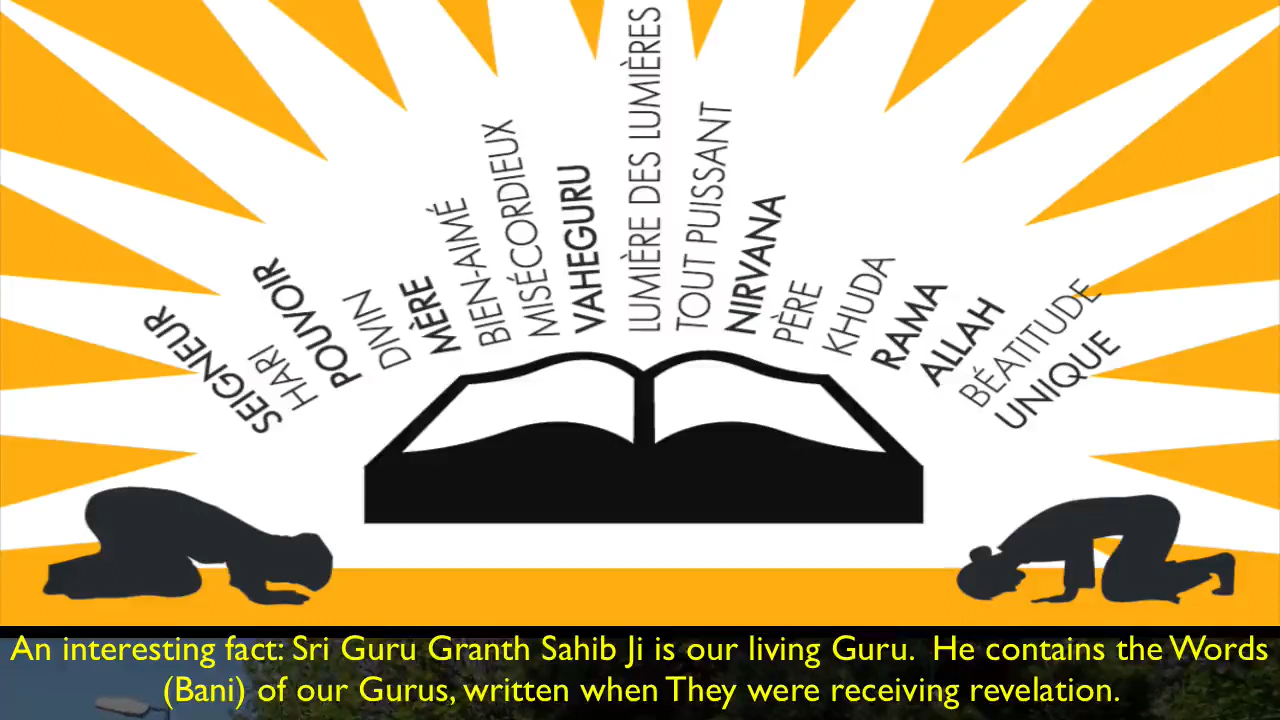 SEIGNEUR
HARI
POUVOIR
DIVIN
MÈRE
BIEN-AIMÉ
MISÉCORDIEUX
VAHEGURU
LUMIÈRE DES LUMIÈRES
TOUT PUISSANT
NIRVANA
PÈRE
KHUDA
RAMA
ALLAH
BÉATITUDE
UNIQUE
An interesting fact: Sri Guru Granth Sahib Ji is our living Guru. He contains the Words
(Bani) of our Gurus, written when They were receiving revelation.